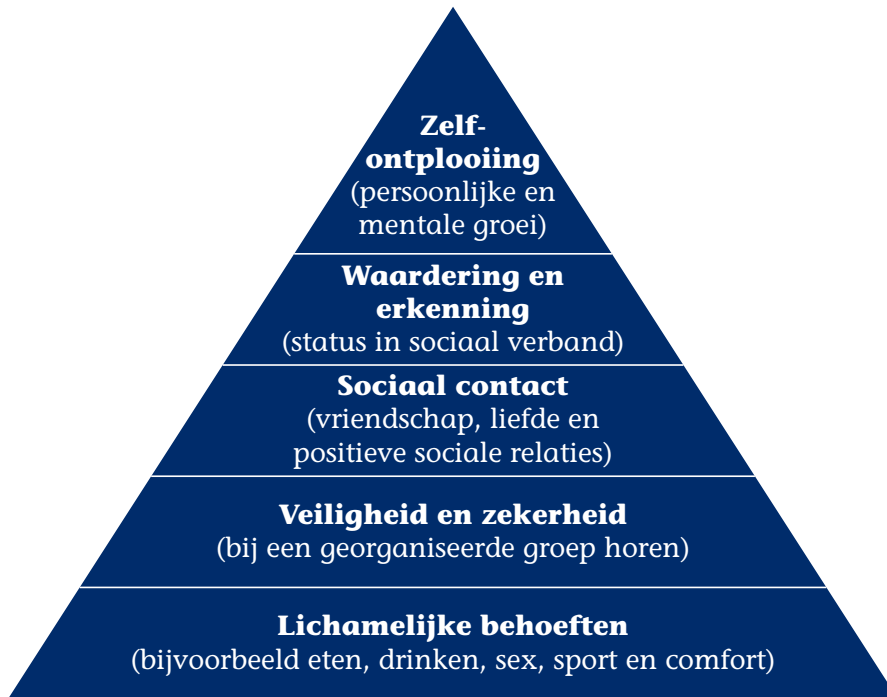 Zelf-
ontplooiing
(persoonlijke en
mentale groei)
Waardering en
erkenning
(status in sociaal verband)
Sociaal contact
(vriendschap, liefde en
positieve sociale relaties)
Veiligheid en zekerheid
(bij een georganiseerde groep horen)
Lichamelijke behoeften
(bijvoorbeeld eten, drinken, sex, sport en comfort)